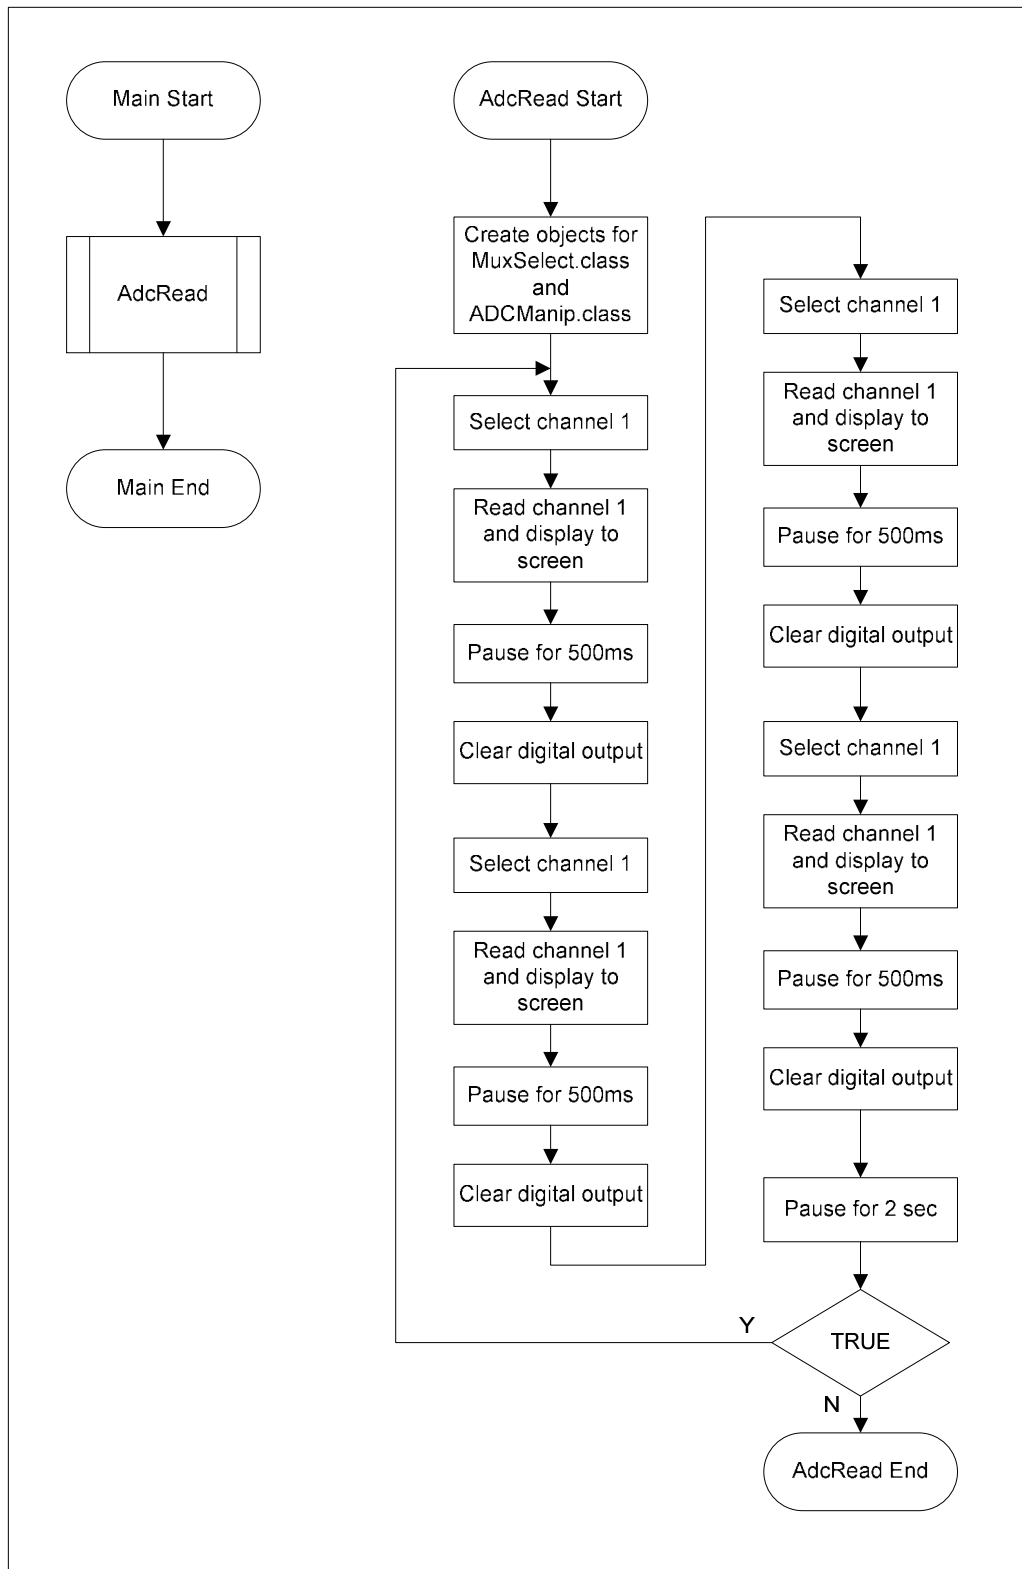 Main Start
AdcRead
Main End
AdcRead Start
Create objects for
MuxSelect.class
and
ADCManip.class
Select channel 1
Read channel 1
and display to
screen
Pause for 500ms
Clear digital output
Select channel 1
Read channel 1
and display to
screen
Pause for 500ms
Clear digital output
Select channel 1
Read channel 1
and display to
screen
Pause for 500ms
Clear digital output
Select channel 1
Read channel 1
and display to
screen
Pause for 500ms
Clear digital output
Pause for 2 sec
TRUE
Y
N
AdcRead End